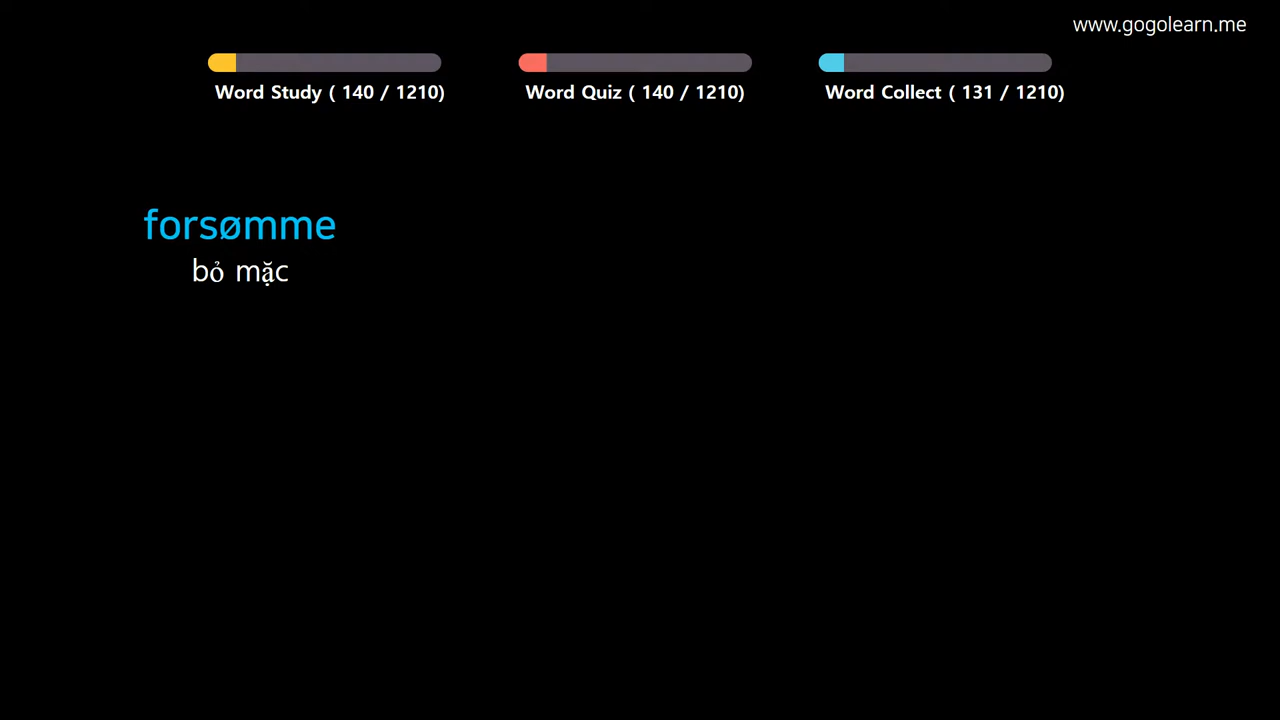 www.gogolearn.me
Word Study ( 140 / 1210)
Word Quiz ( 140 / 1210)
Word Collect ( 131 / 1210)
forsømme
bỏ mặc